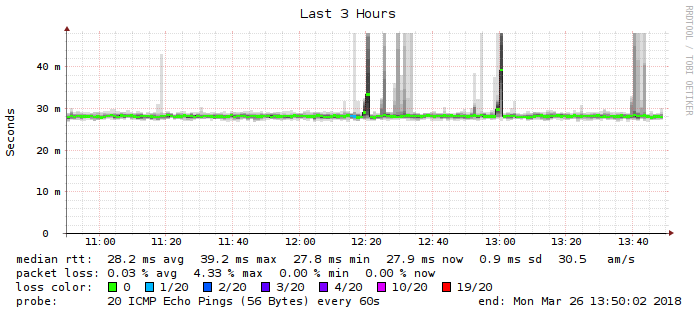 Last 3 Hours
RRDTOOL / TOBI OETIKER
Seconds
40 m
30 m
20 m
10 m
0
11:00 11:20 11:40 12:00 12:20 12:40 13:00 13:20 13:40
median rtt: 28.2 ms avg 39.2 ms max 27.8 ms min 27.9 ms now 0.9 ms sd 30.5 am/s
packet loss: 0.03 % avg 4.33 % max 0.00 % min 0.00 % now
loss color: 0 1/20 2/20 3/20 4/20 10/20 19/20
probe: 20 ICMP Echo Pings (56 Bytes) every 60s end: Mon Mar 26 13:50:02 2018